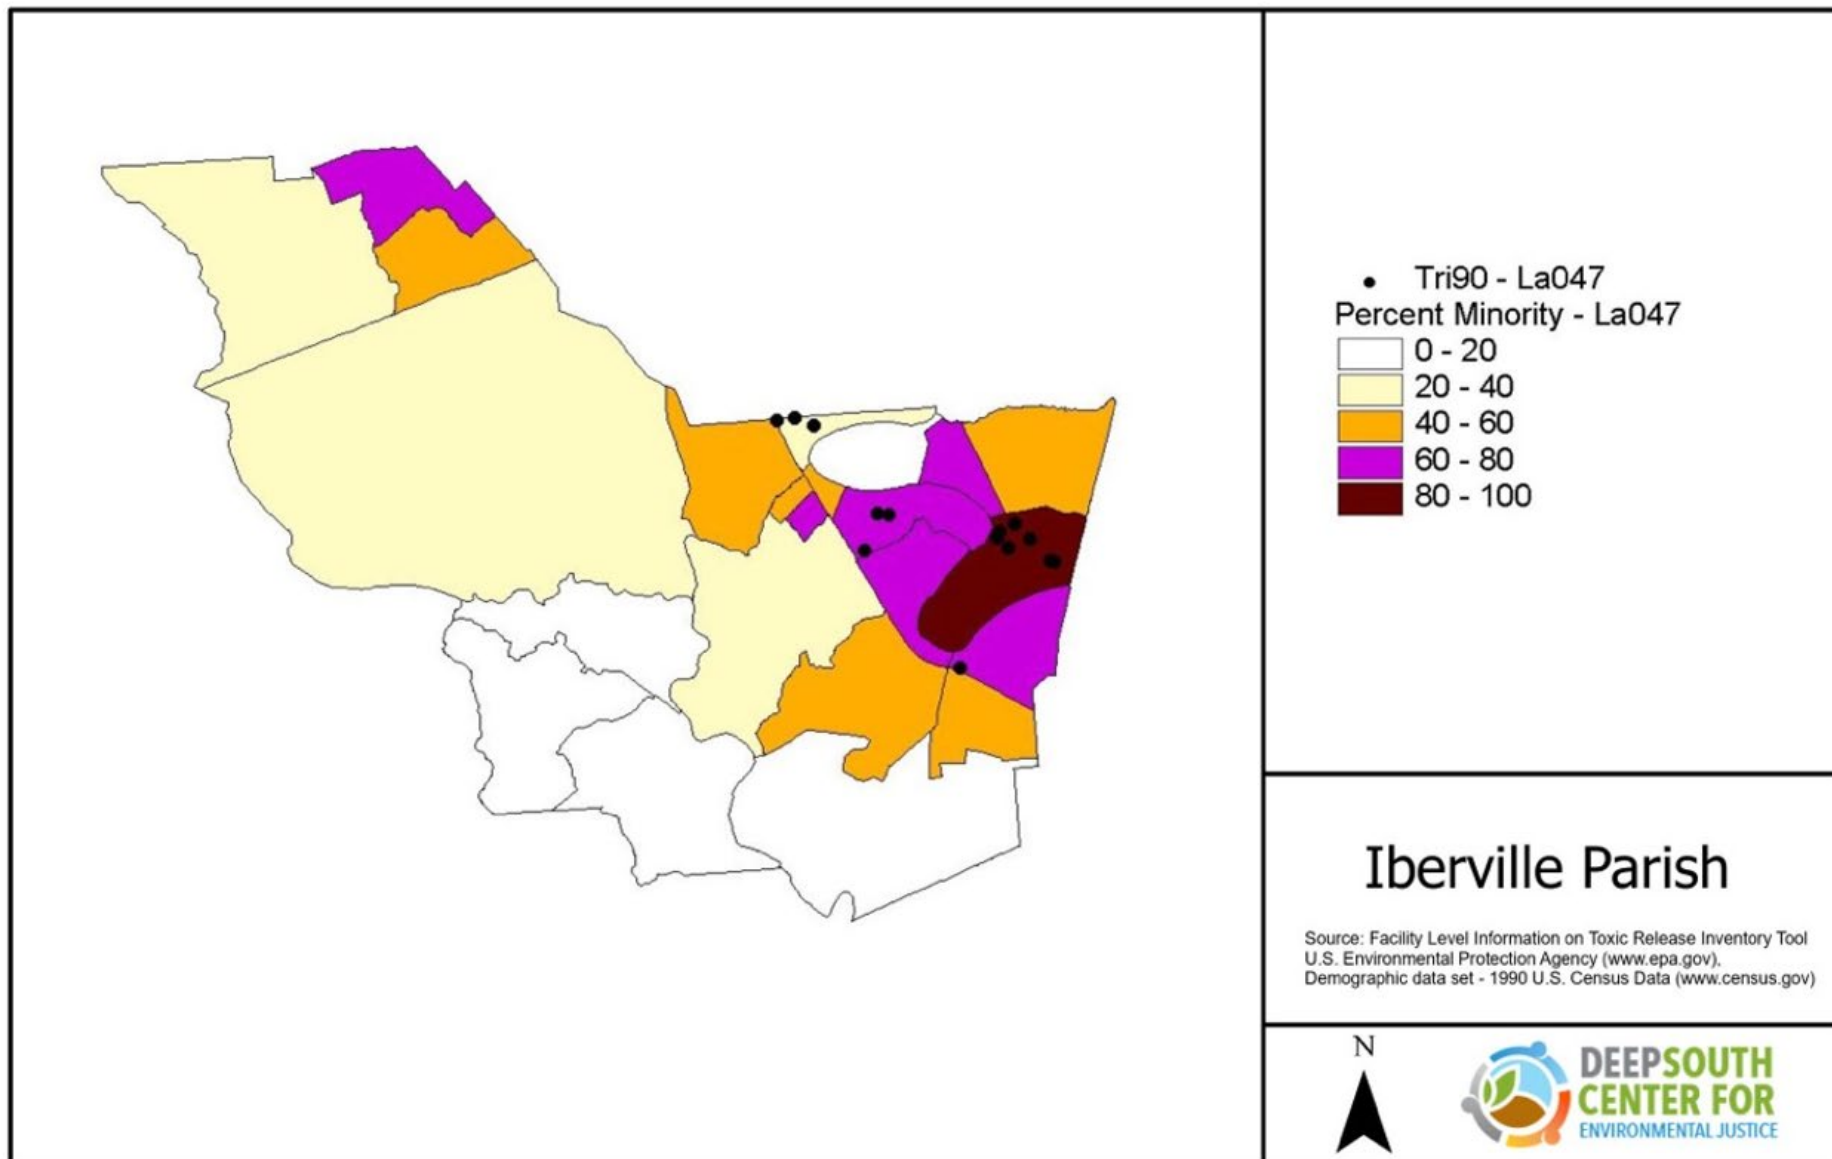 Tri90 - La047
Percent Minority - La047
0 - 20
20 - 40
40 - 60
60 - 80
80 - 100
Iberville Parish
Source: Facility Level Information on Toxic Release Inventory Tool
U.S. Environmental Protection Agency (www.epa.gov),
Demographic data set - 1990 U.S. Census Data (www.census.gov)
N
DEEPSOUTH
CENTER FOR
ENVIRONMENTAL JUSTICE